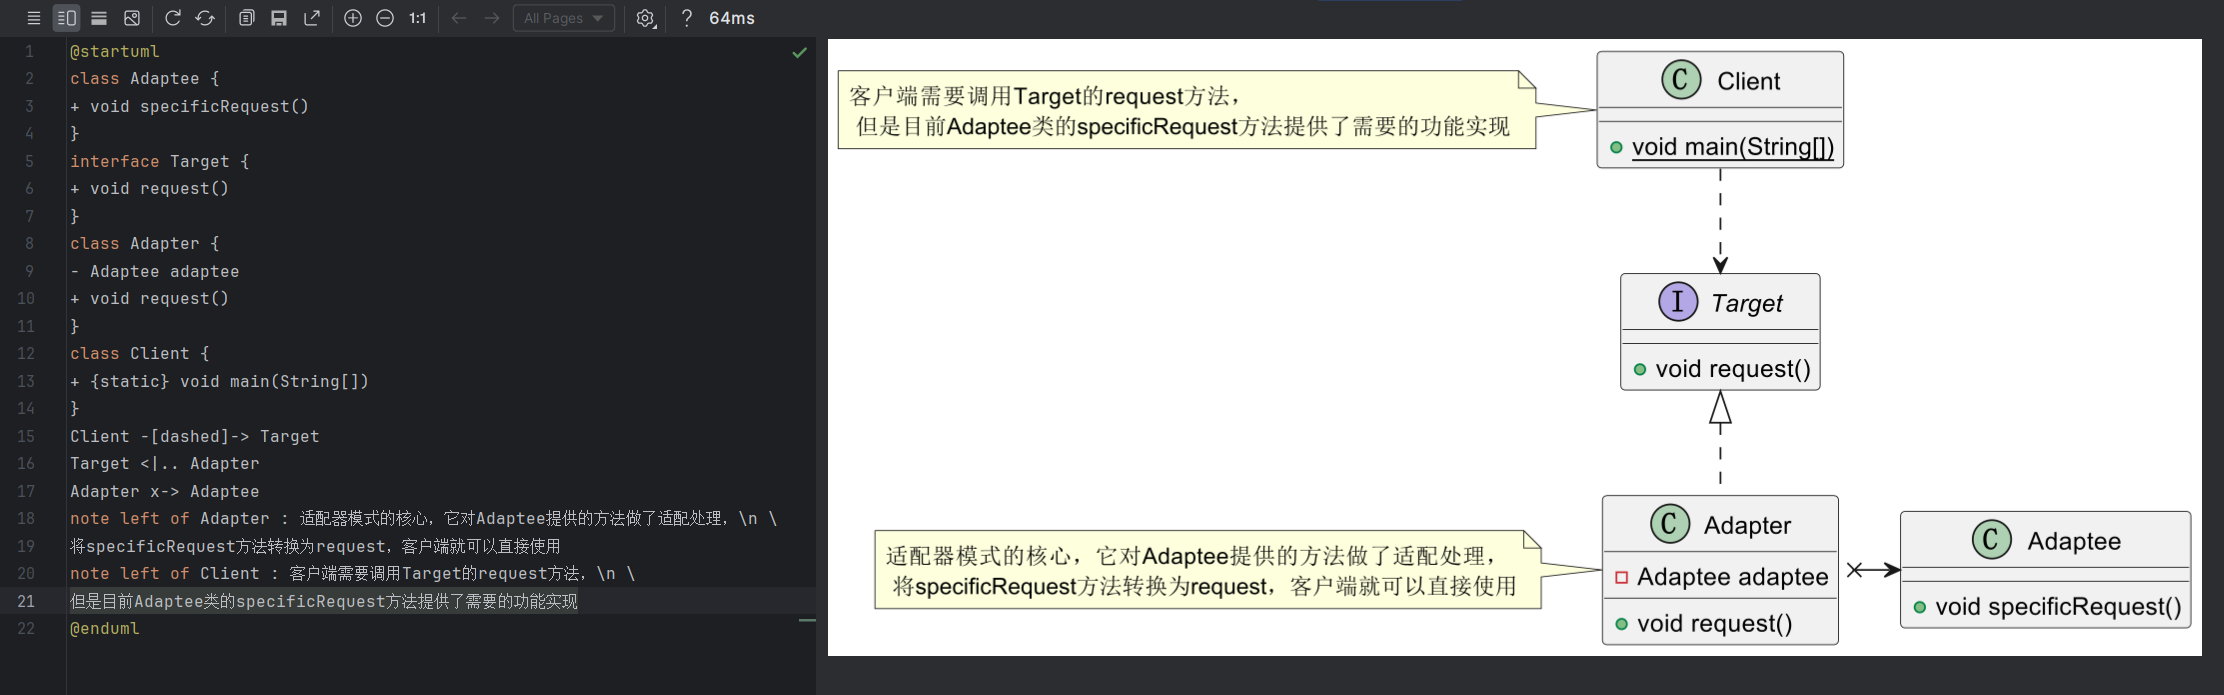 1:1
All Pages
?
64ms
1 @startuml
2 class Adaptee {
3 + void specificRequest()
4 }
5 interface Target {
6 + void request()
7 }
8 class Adapter {
9 - Adaptee adaptee
10 + void request()
11 }
12 class Client {
13 + {static} void main(String[])
14 }
15 Client -[dashed]-> Target
16 Target <|.. Adapter
17 Adapter x-> Adaptee
18 note left of Adapter : 适配器模式的核心，它对Adaptee提供的方法做了适配处理，\n \
19 将specificRequest方法转换为request，客户端就可以直接使用
20 note left of Client : 客户端需要调用Target的request方法，\n \
21 但是目前Adaptee类的specificRequest方法提供了需要的功能实现
22 @enduml
客户端需要调用Target的request方法，
但是目前Adaptee类的specificRequest方法提供了需要的功能实现
C Client
void main(String[])
I Target
void request()
适配器模式的核心，它对Adaptee提供的方法做了适配处理，
将specificRequest方法转换为request，客户端就可以直接使用
C Adapter
Adaptee adaptee
void request()
C Adaptee
void specificRequest()